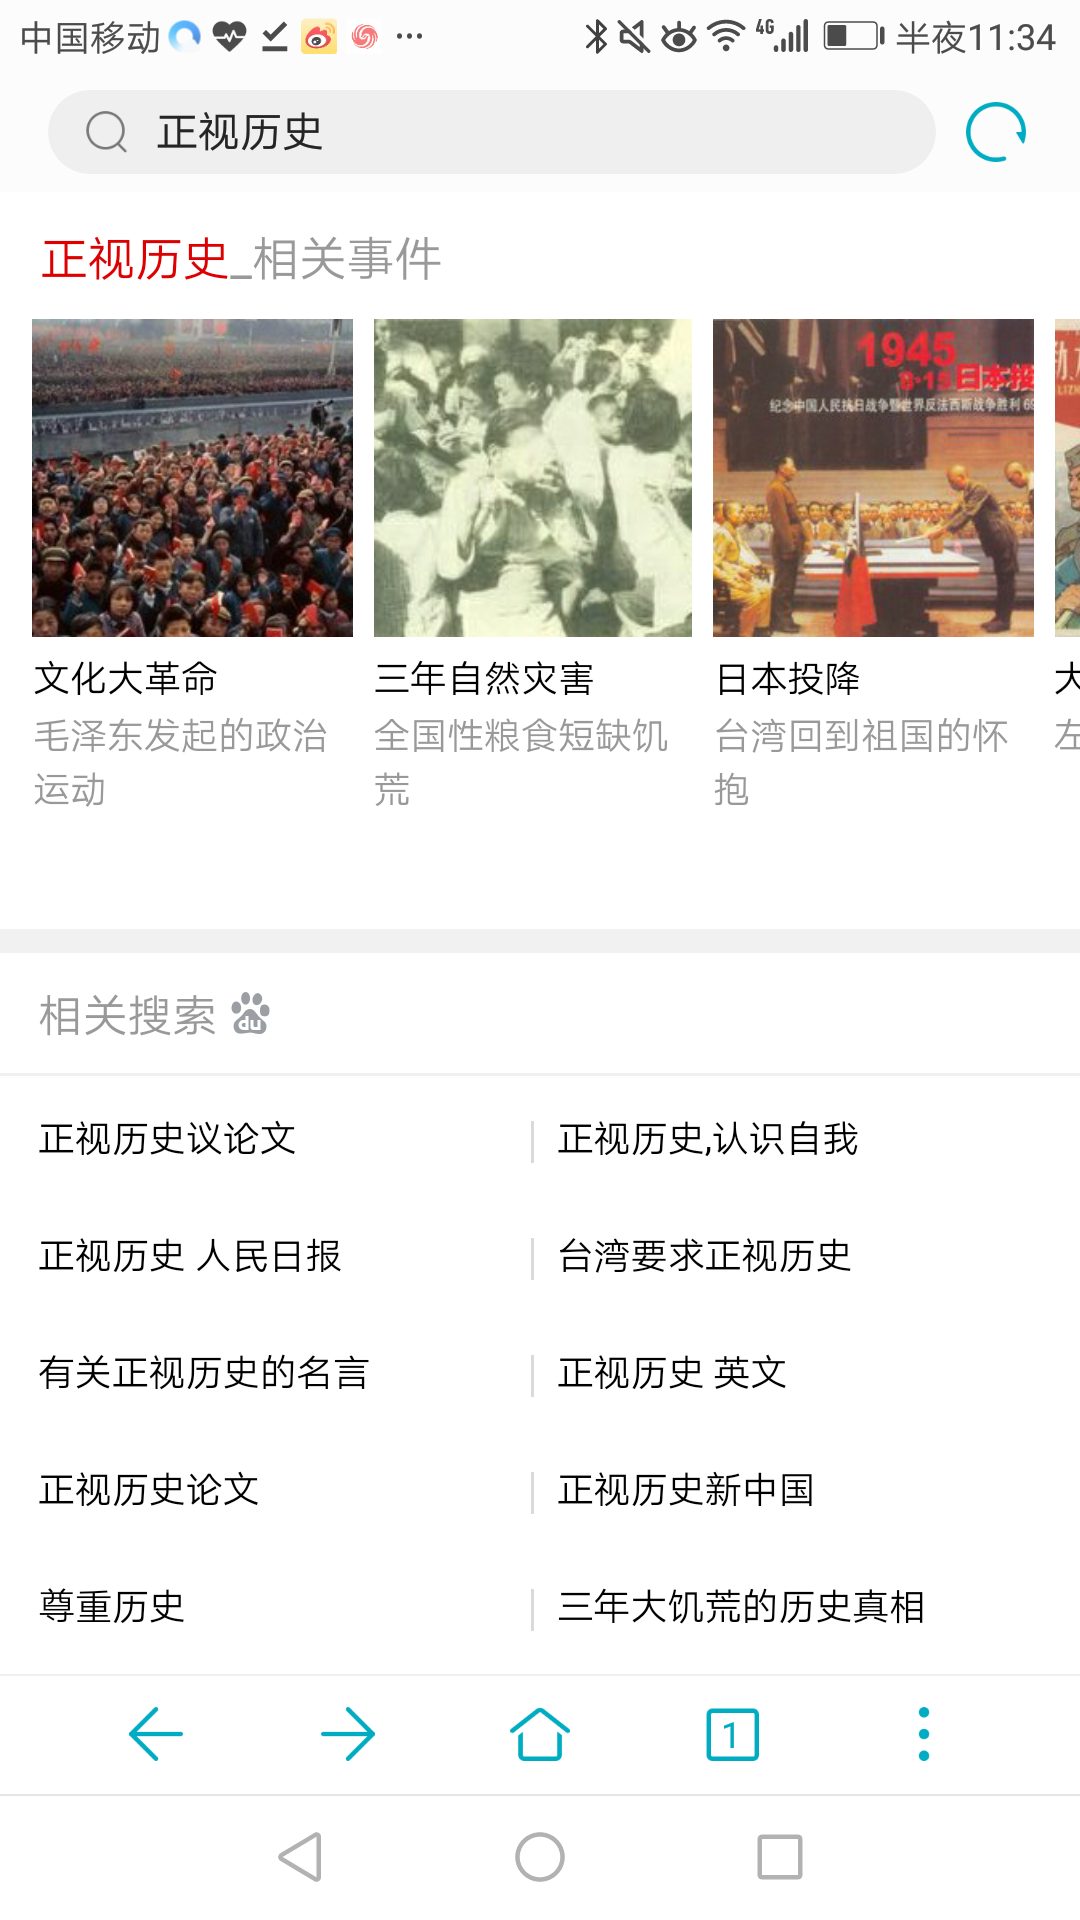 中国移动 ··· 4G 半夜11:34
正视历史
正视历史_相关事件
1945
8·15日本投
纪念中国人民抗日战争暨世界反法西斯战争胜利 69
文化大革命
毛泽东发起的政治
运动
三年自然灾害
全国性粮食短缺饥
荒
日本投降
台湾回到祖国的怀
抱
大
左
相关搜索 du
正视历史议论文
正视历史,认识自我
正视历史 人民日报
台湾要求正视历史
有关正视历史的名言
正视历史 英文
正视历史论文
正视历史新中国
尊重历史
三年大饥荒的历史真相
1